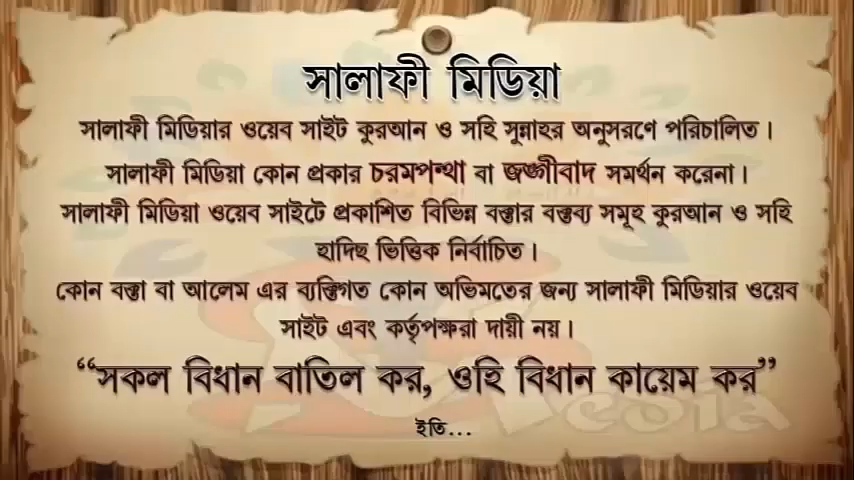 সালাফী মিডিয়া
সালাফী মিডিয়ার ওয়েব সাইট কুরআন ও সহি সুন্নাহর অনুসরণে পরিচালিত।
সালাফী মিডিয়া কোন প্রকার চরমপন্থা বা জঙ্গীবাদ সমর্থন করেনা।
সালাফী মিডিয়া ওয়েব সাইটে প্রকাশিত বিভিন্ন বক্তার বক্তব্য সমূহ কুরআন ও সহি
হাদিছ ভিত্তিক নির্বাচিত।
কোন বক্তা বা আলেম এর ব্যক্তিগত কোন অভিমতের জন্য সালাফী মিডিয়ার ওয়েব
সাইট এবং কর্তৃপক্ষরা দায়ী নয়।
“সকল বিধান বাতিল কর, ওহি বিধান কায়েম কর”
ইতি...